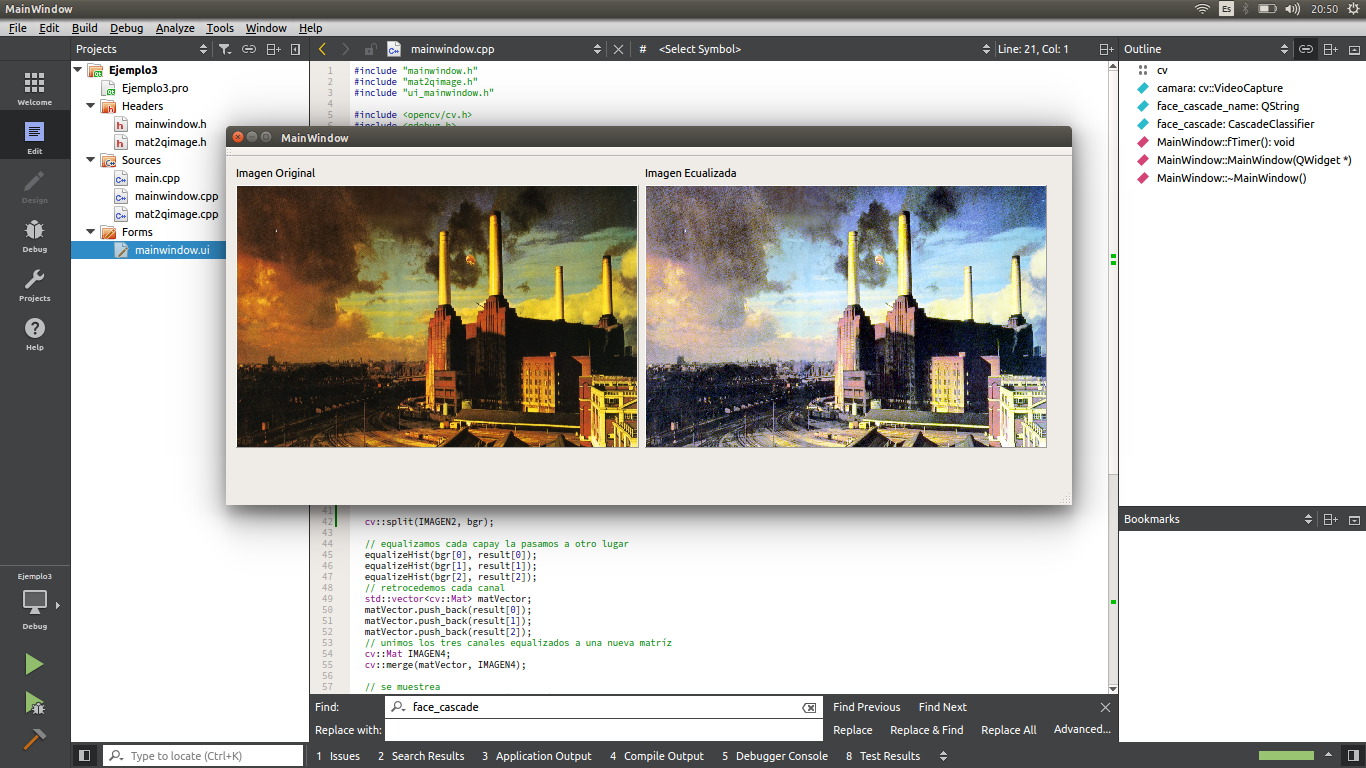 MainWindow
Es
20:50
File Edit Build Debug Analyze Tools Window Help
Projects
mainwindow.cpp
# <Select Symbol>
Line: 21, Col: 1
Outline
Welcome
Edit
Design
Debug
Projects
Help
Ejemplo3
Debug
Ejemplo3
Ejemplo3.pro
Headers
mainwindow.h
mat2qimage.h
Sources
main.cpp
mainwindow.cpp
mat2qimage.cpp
Forms
mainwindow.ui
1 #include "mainwindow.h"
2 #include "mat2qimage.h"
3 #include "ui_mainwindow.h"
4
5 #include <opencv/cv.h>
6 #include <qdebug.h>
MainWindow
Imagen Original
Imagen Ecualizada
41
42 cv::split(IMAGEN2, bgr);
43
44 // equalizamos cada capay la pasamos a otro lugar
45 equalizeHist(bgr[0], result[0]);
46 equalizeHist(bgr[1], result[1]);
47 equalizeHist(bgr[2], result[2]);
48 // retrocedemos cada canal
49 std::vector<cv::Mat> matVector;
50 matVector.push_back(result[0]);
51 matVector.push_back(result[1]);
52 matVector.push_back(result[2]);
53 // unimos los tres canales equalizados a una nueva matríz
54 cv::Mat IMAGEN4;
55 cv::merge(matVector, IMAGEN4);
56
57 // se muestrea
cv
camara: cv::VideoCapture
face_cascade_name: QString
face_cascade: CascadeClassifier
MainWindow::fTimer(): void
MainWindow::MainWindow(QWidget *)
MainWindow::~MainWindow()
Bookmarks
Find: face_cascade
Find Previous Find Next
Replace with:
Replace Replace & Find Replace All Advanced...
Type to locate (Ctrl+K)
1 Issues 2 Search Results 3 Application Output 4 Compile Output 5 Debugger Console 8 Test Results